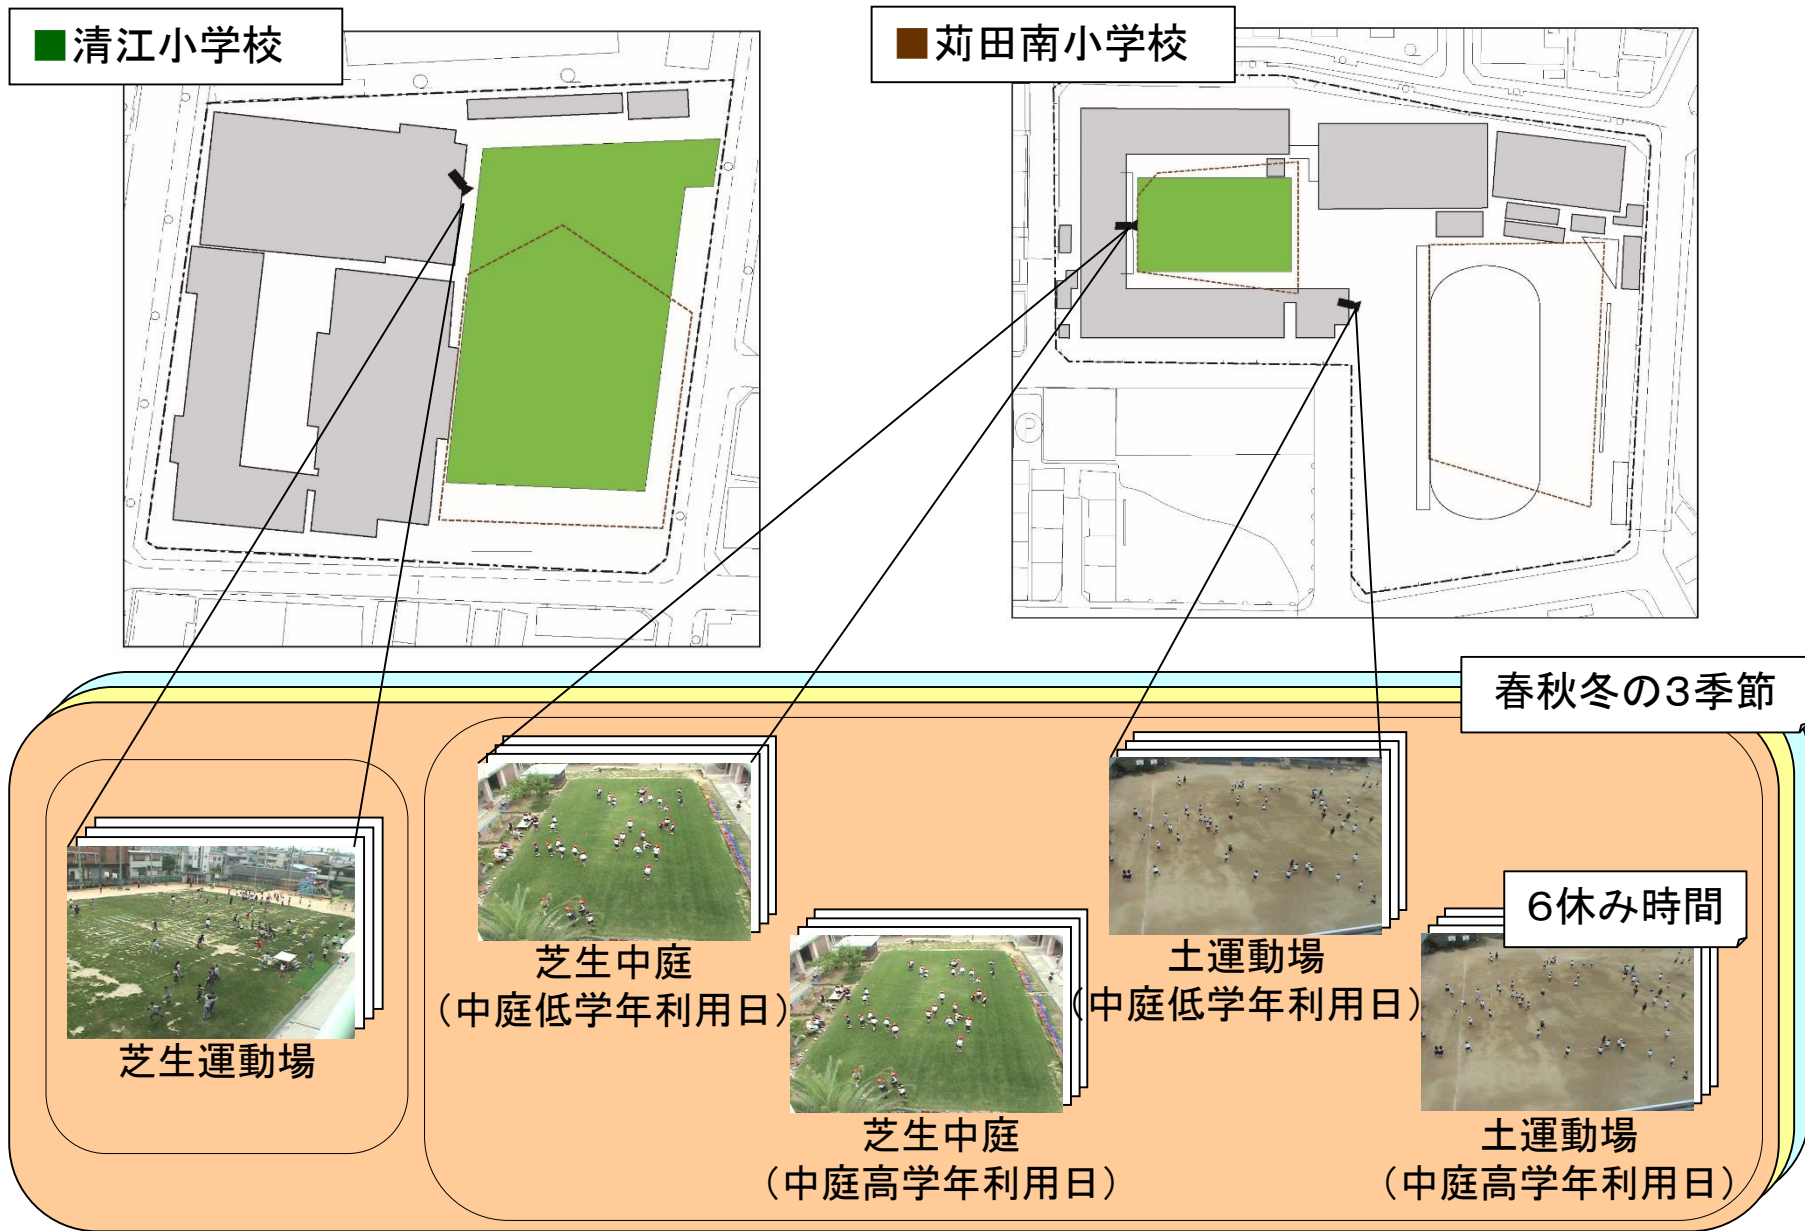 ■清江小学校
■苅田南小学校
春秋冬の3季節
6休み時間
芝生運動場
芝生中庭
(中庭低学年利用日)
芝生中庭
(中庭高学年利用日)
土運動場
(中庭低学年利用日)
土運動場
(中庭高学年利用日)